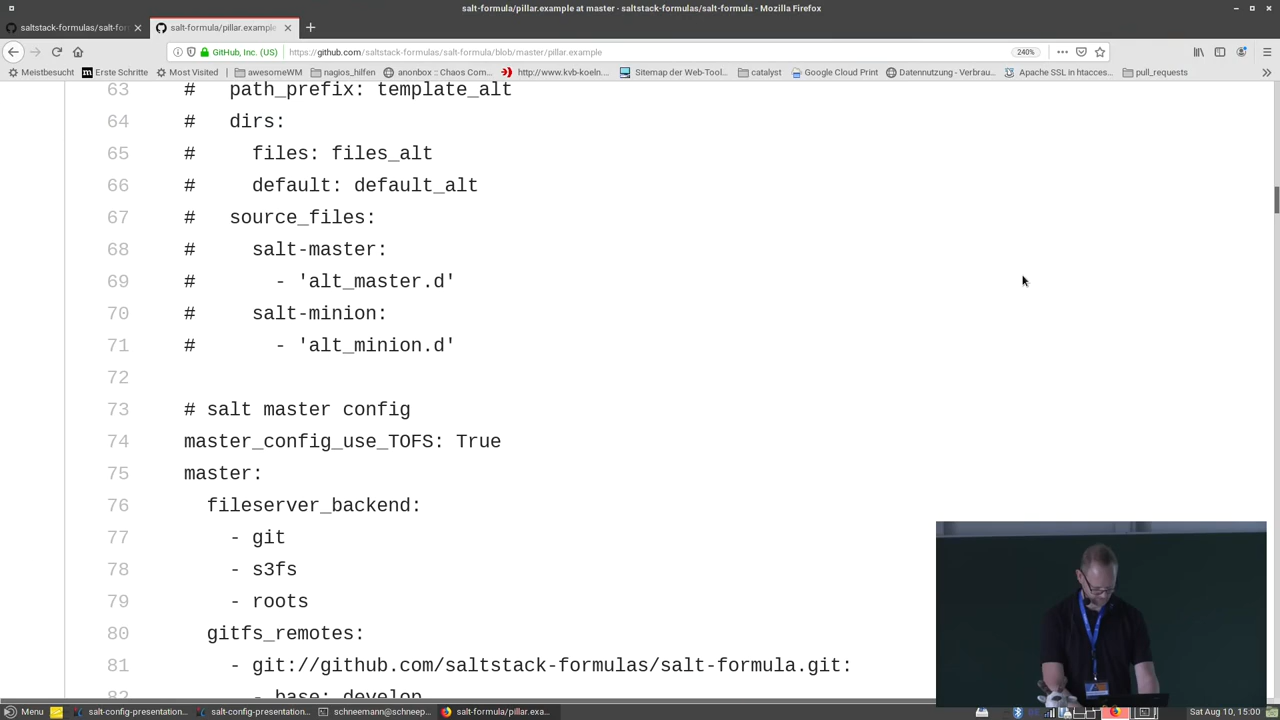 salt-formula/pillar.example at master · saltstack-formulas/salt-formula - Mozilla Firefox
saltstack-formulas/salt-for
salt-formula/pillar.example
GitHub, Inc. (US)
https://github.com/saltstack-formulas/salt-formula/blob/master/pillar.example
240%
Meistbesucht
Erste Schritte
Most Visited
awesomeWM
nagios_hilfen
anonbox :: Chaos Com...
http://www.kvb-koeln...
Sitemap der Web-Tool...
catalyst
Google Cloud Print
Datennutzung - Verbrau...
Apache SSL in htacces...
pull_requests
63 # path_prefix: template_alt
64 # dirs:
65 # files: files_alt
66 # default: default_alt
67 # source_files:
68 # salt-master:
69 # - 'alt_master.d'
70 # salt-minion:
71 # - 'alt_minion.d'
72
73 # salt master config
74 master_config_use_TOFS: True
75 master:
76 fileserver_backend:
77 - git
78 - s3fs
79 - roots
80 gitfs_remotes:
81 - git://github.com/saltstack-formulas/salt-formula.git:
82 - base: develop
Menu
salt-config-presentation...
salt-config-presentation...
schneemann@schneep...
salt-formula/pillar.exa...
Sat Aug 10, 15:00